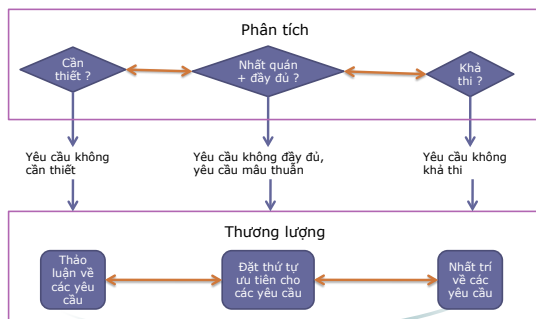 Phân tích
Cần
thiết ?
Nhất quán
+ đầy đủ ?
Khả
thi ?
Yêu cầu không
cần thiết
Yêu cầu không đầy đủ,
yêu cầu mâu thuẫn
Yêu cầu không
khả thi
Thương lượng
Thảo
luận về
các yêu
cầu
Đặt thứ tự
ưu tiên cho
các yêu cầu
Nhất trí
về các
yêu cầu